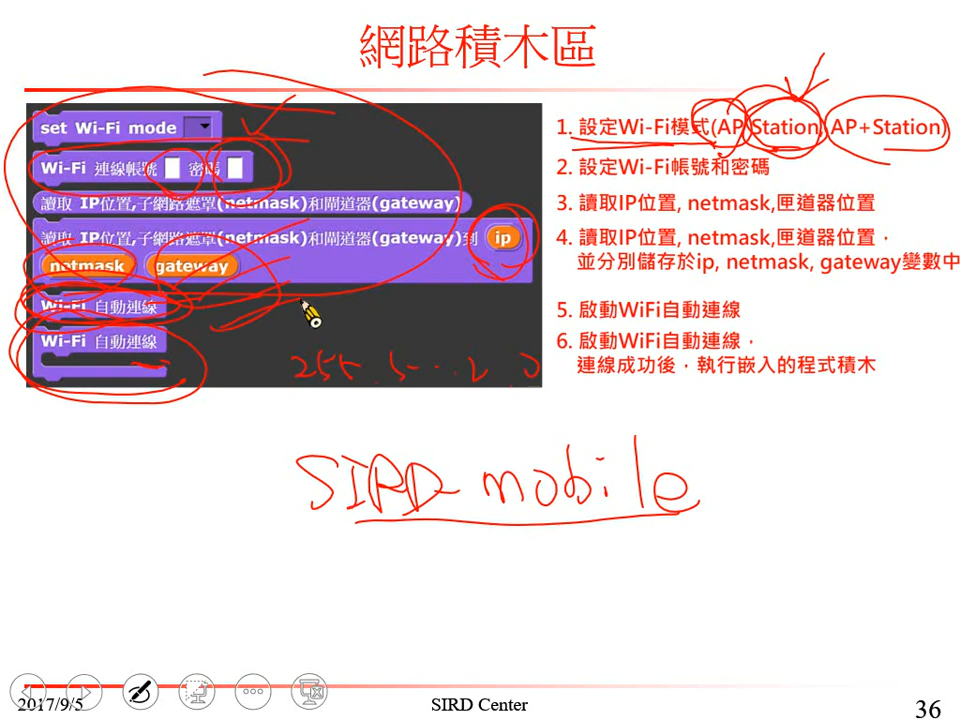 網路積木區
set Wi-Fi mode
Wi-Fi 連線帳號 密碼
讀取 IP位置,子網路遮罩(netmask)和閘道器(gateway)
讀取 IP位置,子網路遮罩(netmask)和閘道器(gateway)到 ip
netmask gateway
Wi-Fi 自動連線
Wi-Fi 自動連線
1. 設定Wi-Fi模式(AP, Station, AP+Station)
2. 設定Wi-Fi帳號和密碼
3. 讀取IP位置, netmask,匣道器位置
4. 讀取IP位置, netmask,匣道器位置,
並分別儲存於ip, netmask, gateway變數中
5. 啟動WiFi自動連線
6. 啟動WiFi自動連線,
連線成功後,執行嵌入的程式積木
SIRD mobile
2017/9/5
SIRD Center
36